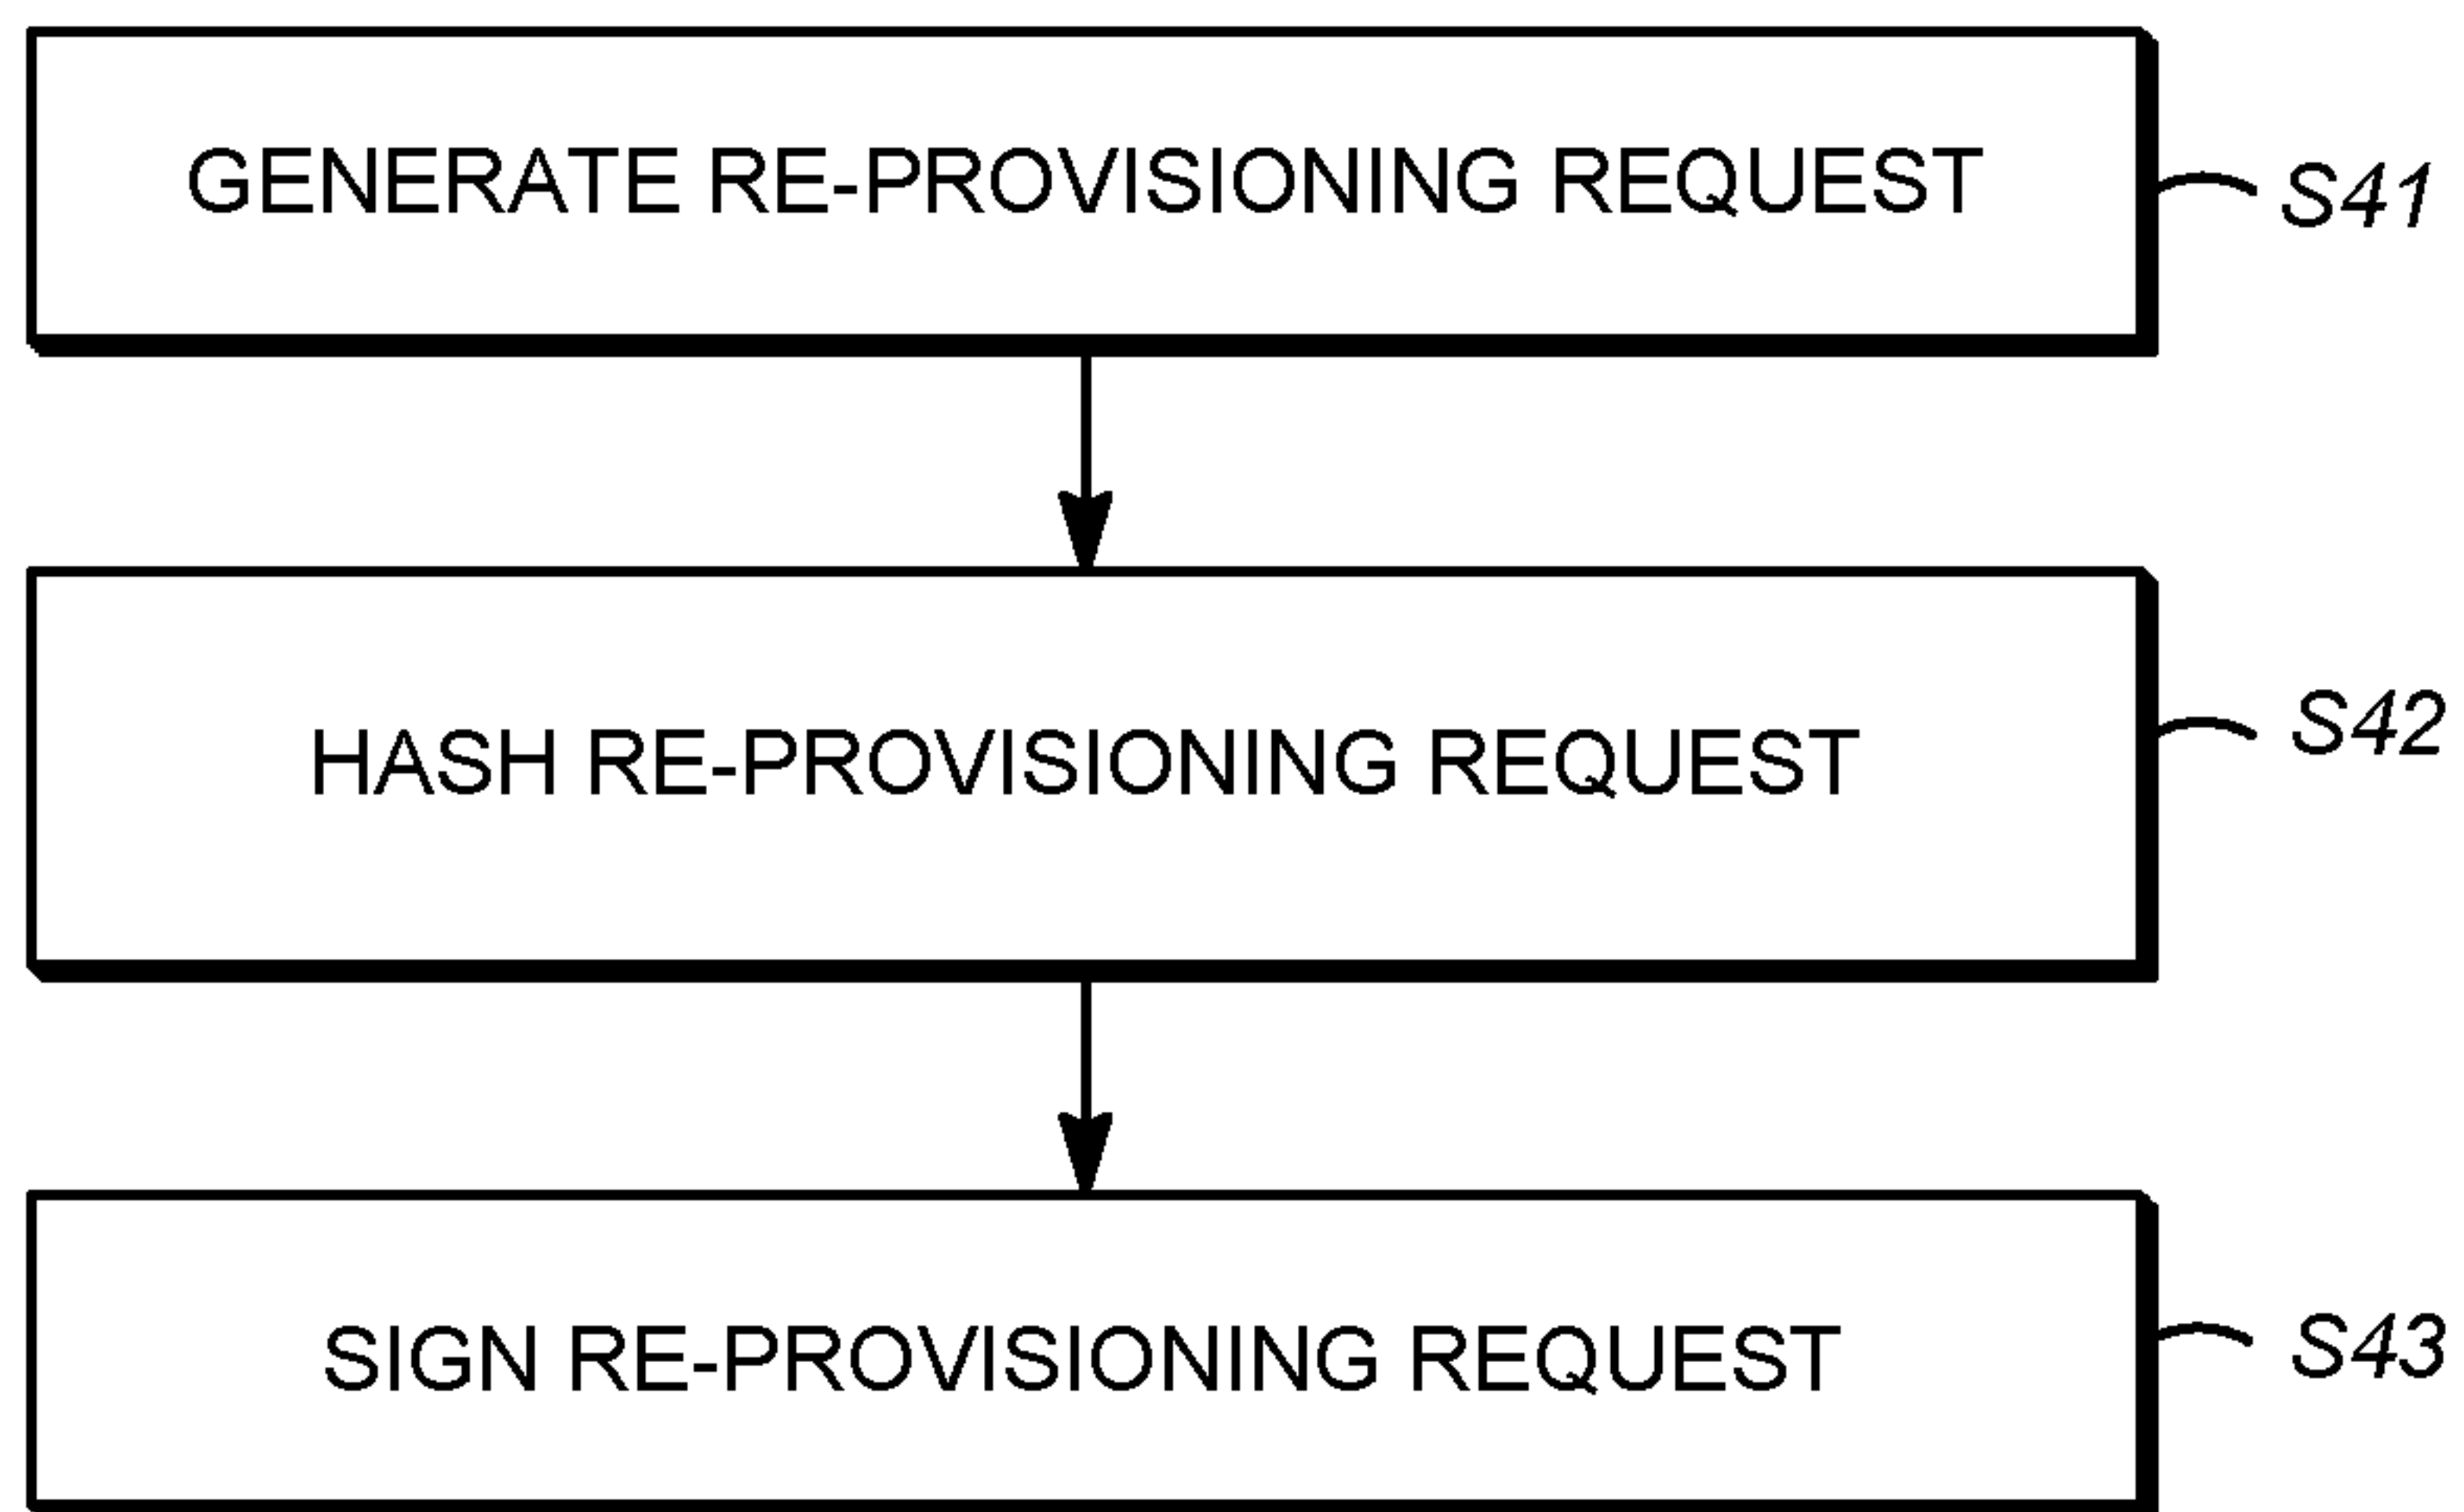 GENERATE RE-PROVISIONING REQUEST
S41
HASH RE-PROVISIONING REQUEST
S42
SIGN RE-PROVISIONING REQUEST
S43